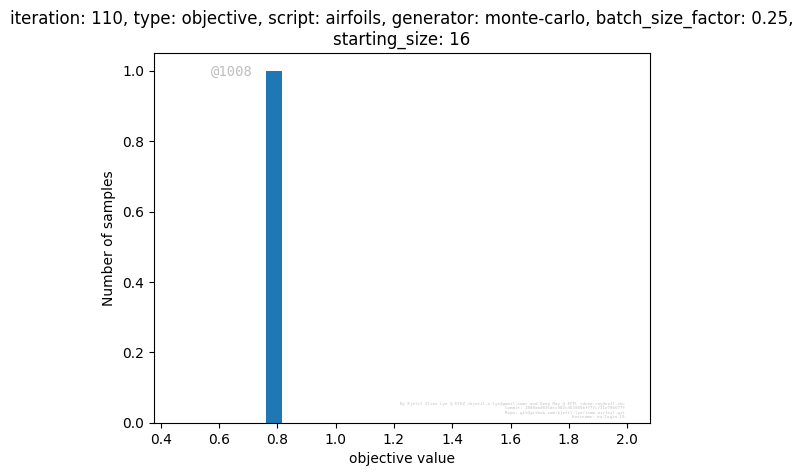 iteration: 110, type: objective, script: airfoils, generator: monte-carlo, batch_size_factor: 0.25,
starting_size: 16
@1008
1.0
0.8
0.6
0.4
0.2
0.0
Number of samples
0.4 0.6 0.8 1.0 1.2 1.4 1.6 1.8 2.0
objective value